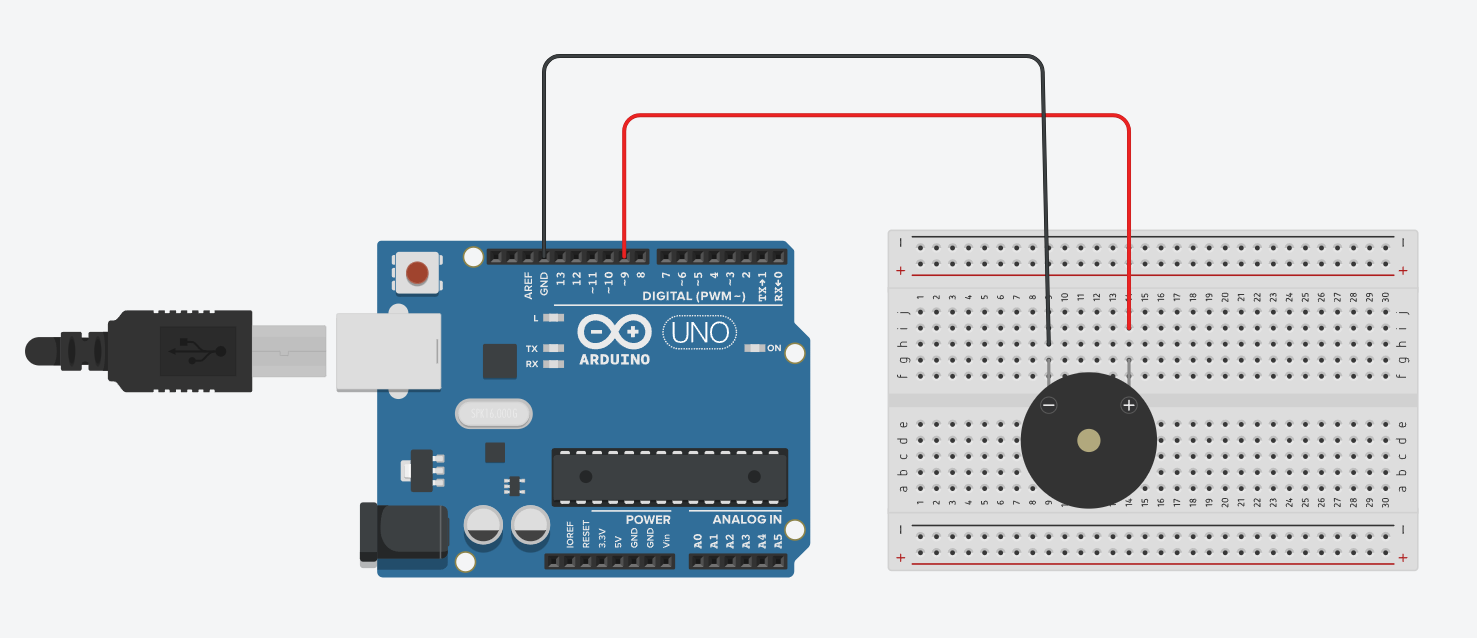 AREF
GND
13
12
~11
~10
~9
8
7
~6
~5
4
~3
2
TX→1
RX←0
DIGITAL (PWM ~)
L
TX
RX
ARDUINO
UNO
ON
IOREF
RESET
3.3V
5V
GND
GND
Vin
POWER
ANALOG IN
A0
A1
A2
A3
A4
A5
− −
+ +
1 2 3 4 5 6 7 8 10 11 12 13 15 16 17 18 19 20 21 22 23 24 25 26 27 28 29 30
j j
i i
h h
g g
f f
− +
e e
d d
c c
b b
a a
1 2 3 4 5 6 7 8 9 10 11 12 13 14 15 16 17 18 19 20 21 22 23 24 25 26 27 28 29 30
− −
+ +